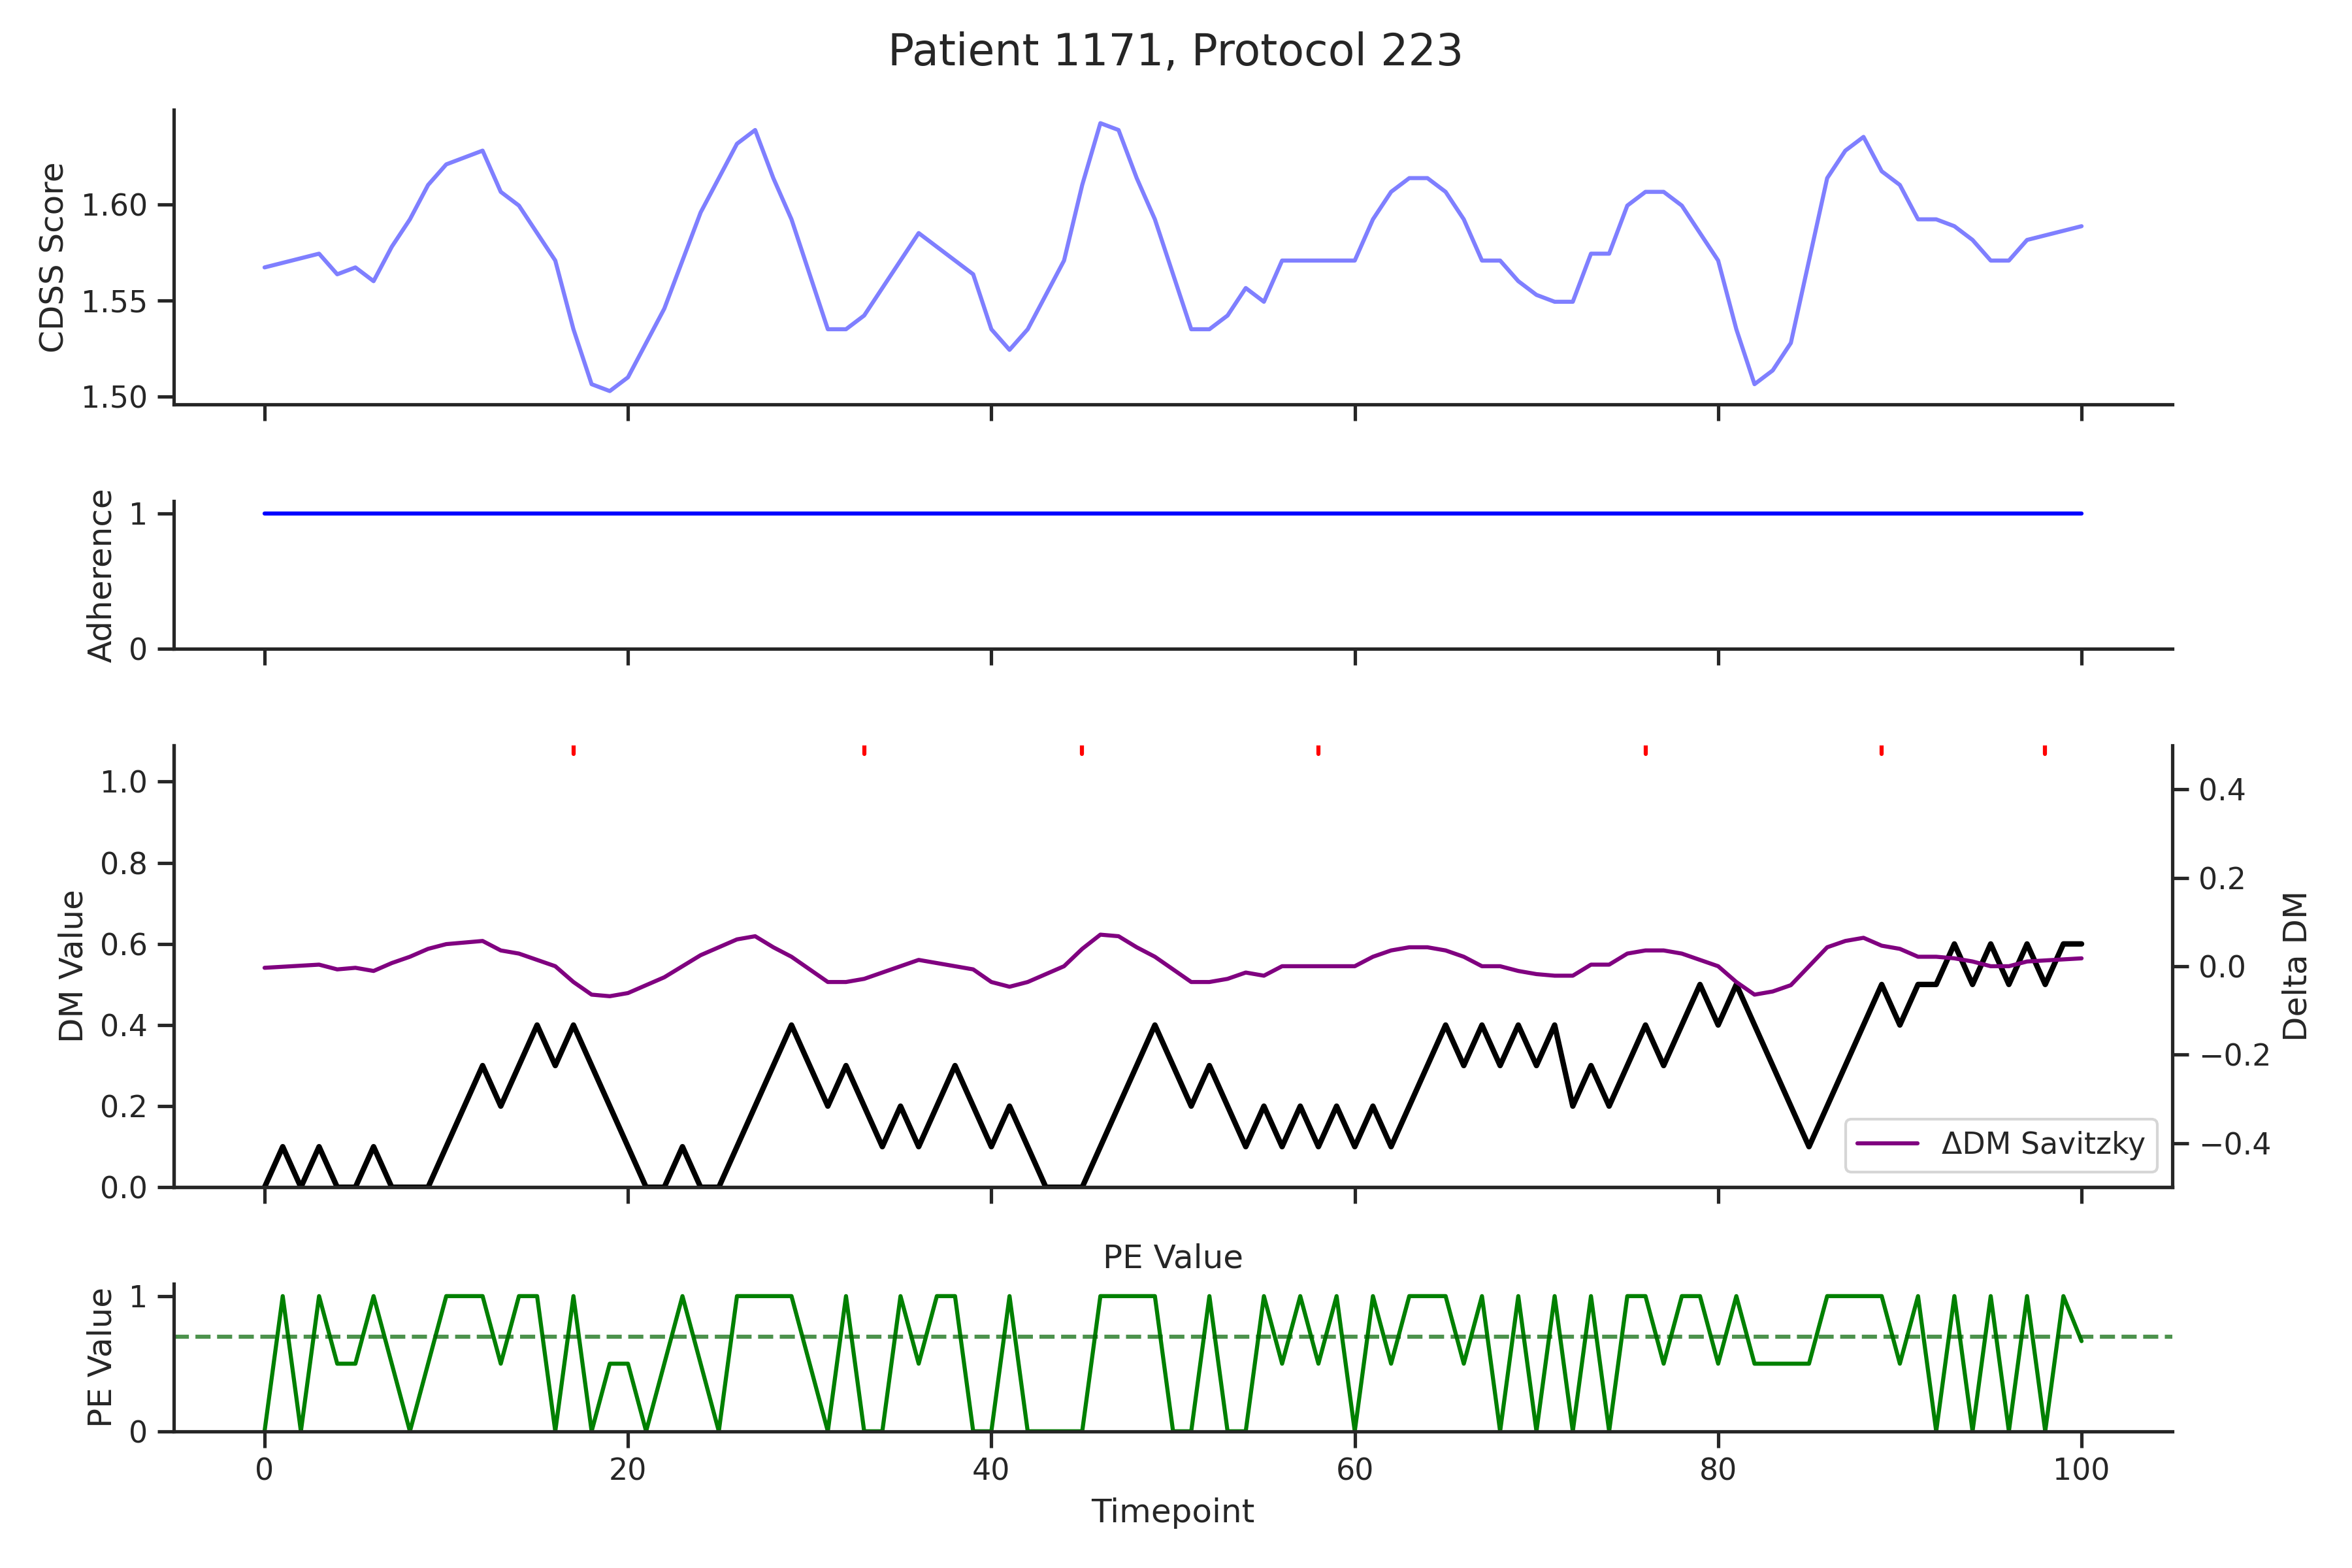 Patient 1171, Protocol 223
CDSS Score
1.60
1.55
1.50
Adherence
1
0
DM Value
1.0
0.8
0.6
0.4
0.2
0.0
Delta DM
0.4
0.2
0.0
−0.2
−0.4
ΔDM Savitzky
PE Value
PE Value
1
0
0 20 40 60 80 100
Timepoint